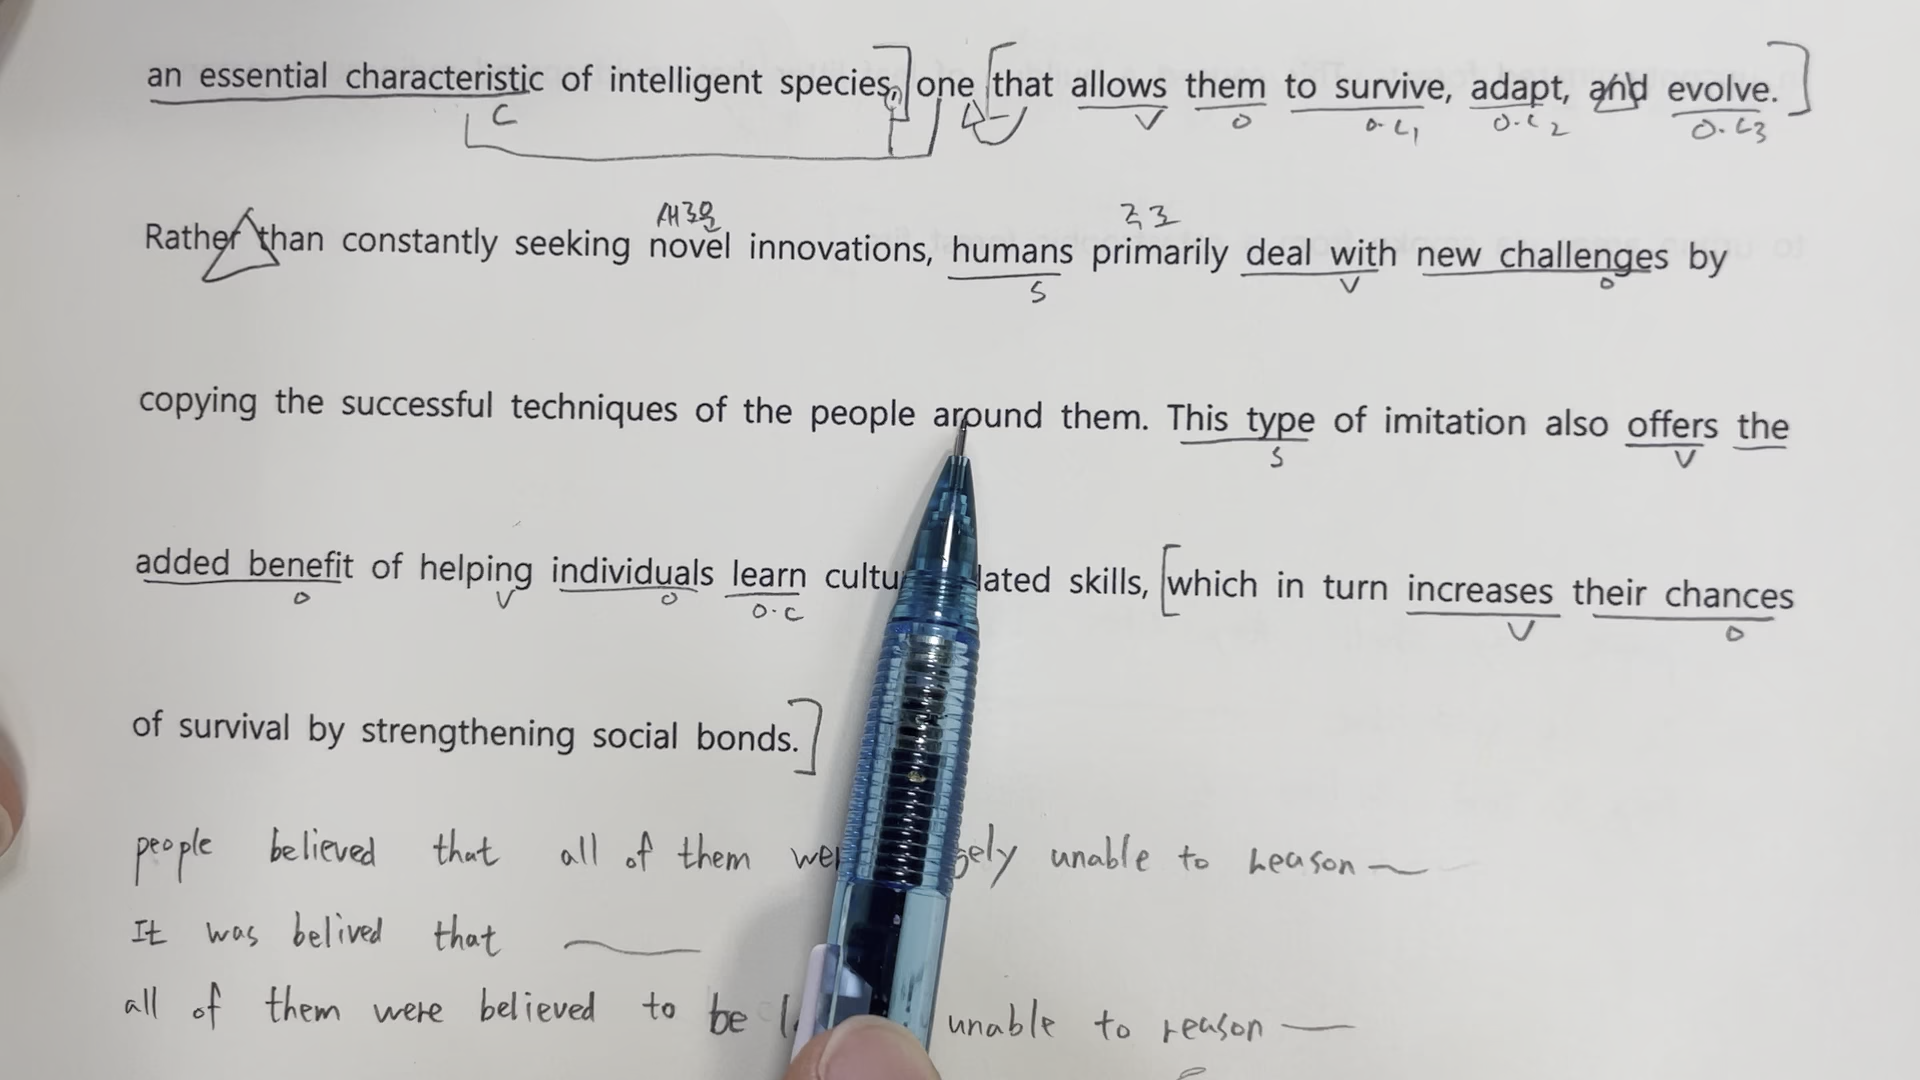 an essential characteristic of intelligent species, one that allows them to survive, adapt, and evolve.
C V O O.C1 O.C2 O.C3
새로운 주로
Rather than constantly seeking novel innovations, humans primarily deal with new challenges by
S V O
copying the successful techniques of the people around them. This type of imitation also offers the
S V
added benefit of helping individuals learn lated skills, which in turn increases their chances
O V O O.C V O
of survival by strengthening social bonds.
people believed that all of them unable to reason
It was belived that
all of them were believed to be unable to reason